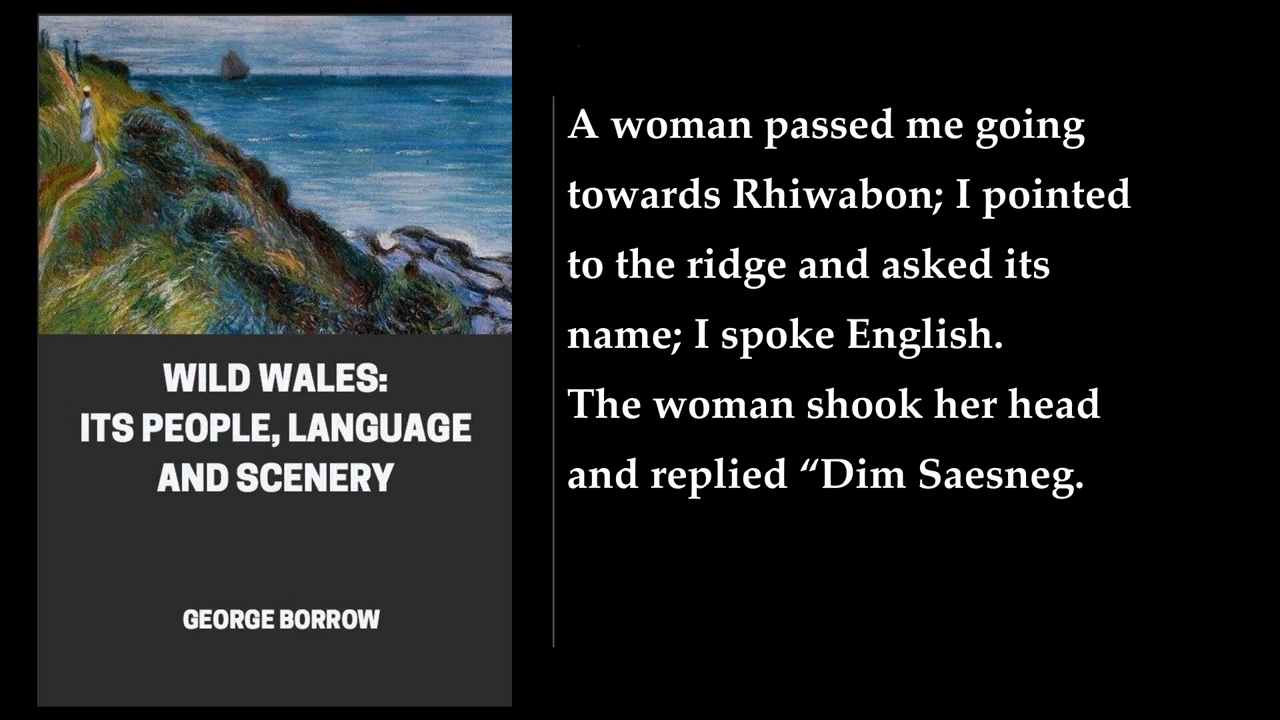 WILD WALES:
ITS PEOPLE, LANGUAGE
AND SCENERY
GEORGE BORROW
A woman passed me going
towards Rhiwabon; I pointed
to the ridge and asked its
name; I spoke English.
The woman shook her head
and replied “Dim Saesneg.